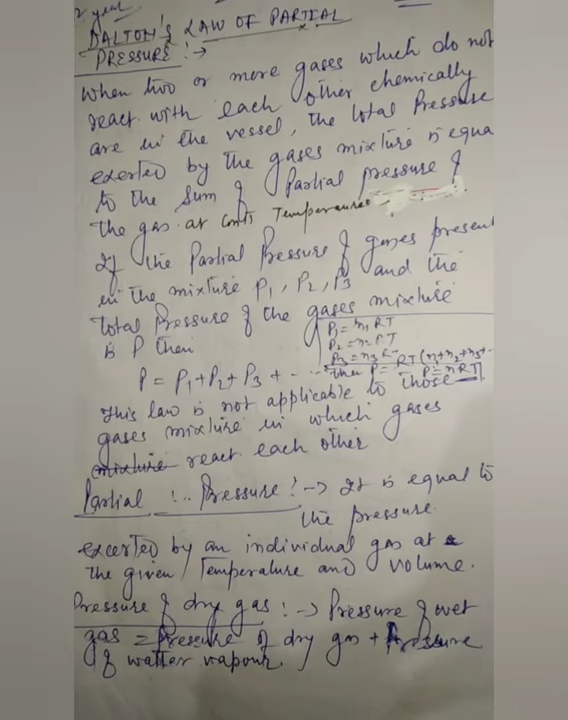 2 year
DALTON's LAW OF PARTIAL
PRESSURE :→
When two or more gases which do not
react with each other chemically
are in the vessel, the total Pressure
exerted by the gases mixture is equa
to the Sum of Partial pressure of
the gas at Const Temperature
If the Partial Pressure of gases present
in the mixture P1, P2, P3 and the
total Pressure of the gases mixture
is P then
P1 = n1 RT
P2 = n2 RT
P3 = n3 R
then P = RT (n1+n2+n3+-
P = nRT
P = P1 + P2 + P3 + - ...
This law is not applicable to those
gases mixture in which gases
mixture react each other
Partial :.. Pressure :→ It is equal to
the pressure.
excerted by an individual gas at
the given Temperature and volume.
Pressure of dry gas :→ Pressure of wet
gas = Pressure of dry gas + Pressure
of watter vapour.